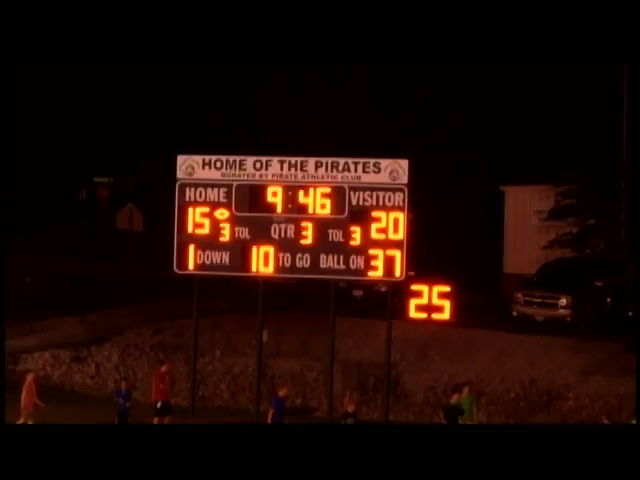 HOME OF THE PIRATES
DONATED BY PIRATE ATHLETIC CLUB
HOME 9:46 VISITOR
15 3 TOL QTR 3 TOL 3 20
1 DOWN 10 TO GO BALL ON 37
25